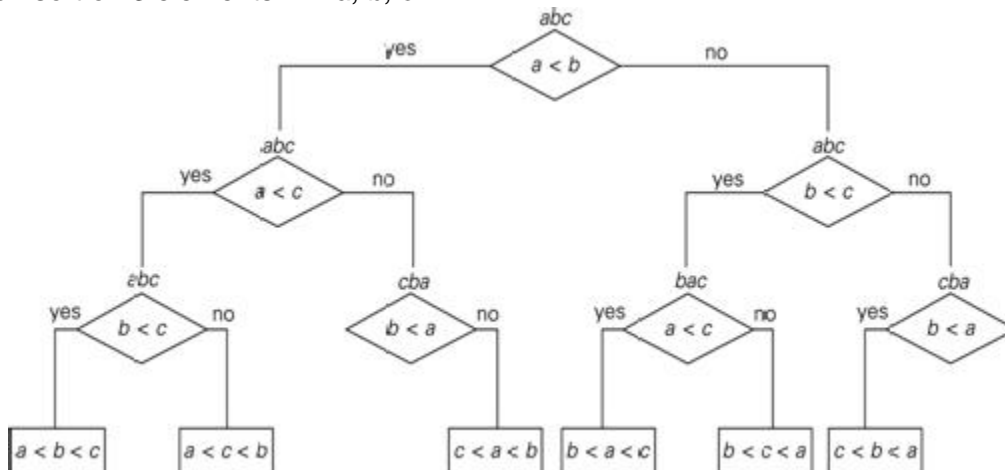 abc
yes
a < b
no
abc
abc
yes
a < c
no
yes
b < c
no
abc
cba
bac
cba
yes
b < c
no
b < a
no
yes
a < c
no
yes
b < a
a < b < c
a < c < b
c < a < b
b < a < c
b < c < a
c < b < a